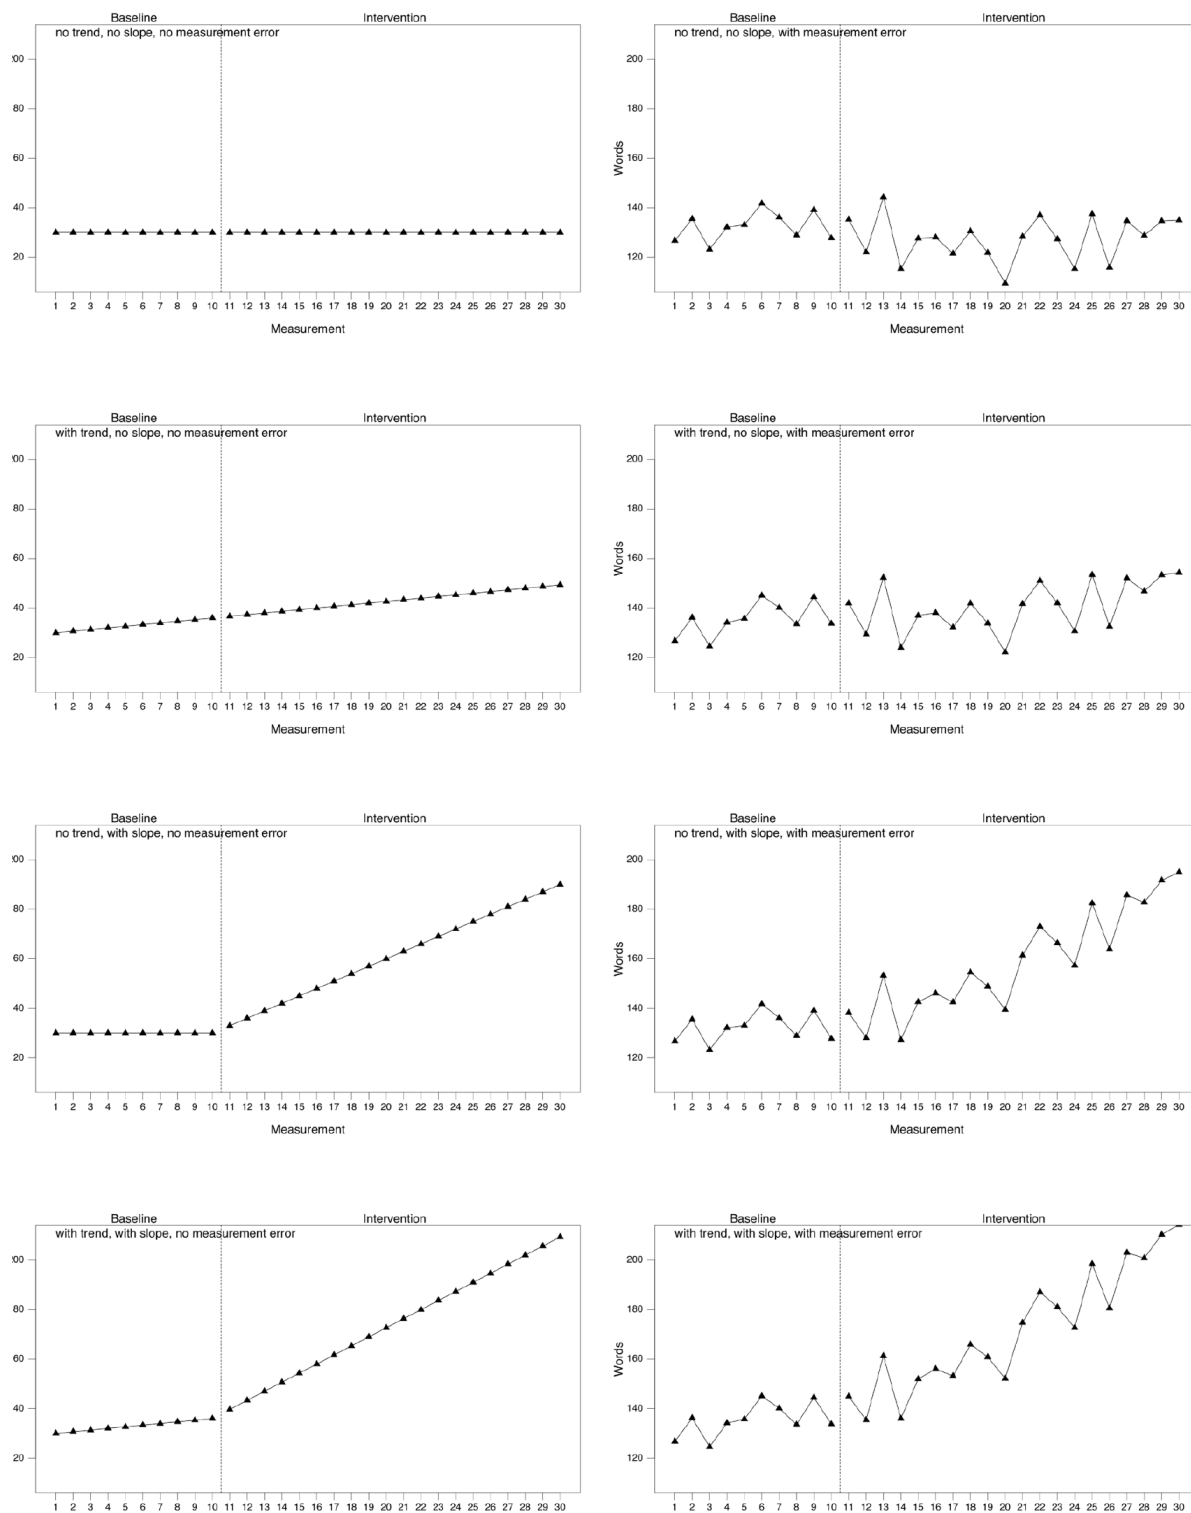 Baseline Intervention
no trend, no slope, no measurement error
00
80
60
40
20
1 2 3 4 5 6 7 8 9 10 11 12 13 14 15 16 17 18 19 20 21 22 23 24 25 26 27 28 29 30
Measurement
Baseline Intervention
no trend, no slope, with measurement error
200
180
160
140
120
Words
1 2 3 4 5 6 7 8 9 10 11 12 13 14 15 16 17 18 19 20 21 22 23 24 25 26 27 28 29 30
Measurement
Baseline Intervention
with trend, no slope, no measurement error
00
80
60
40
20
1 2 3 4 5 6 7 8 9 10 11 12 13 14 15 16 17 18 19 20 21 22 23 24 25 26 27 28 29 30
Measurement
Baseline Intervention
with trend, no slope, with measurement error
200
180
160
140
120
Words
1 2 3 4 5 6 7 8 9 10 11 12 13 14 15 16 17 18 19 20 21 22 23 24 25 26 27 28 29 30
Measurement
Baseline Intervention
no trend, with slope, no measurement error
00
80
60
40
20
1 2 3 4 5 6 7 8 9 10 11 12 13 14 15 16 17 18 19 20 21 22 23 24 25 26 27 28 29 30
Measurement
Baseline Intervention
no trend, with slope, with measurement error
200
180
160
140
120
Words
1 2 3 4 5 6 7 8 9 10 11 12 13 14 15 16 17 18 19 20 21 22 23 24 25 26 27 28 29 30
Measurement
Baseline Intervention
with trend, with slope, no measurement error
00
80
60
40
20
1 2 3 4 5 6 7 8 9 10 11 12 13 14 15 16 17 18 19 20 21 22 23 24 25 26 27 28 29 30
Baseline Intervention
with trend, with slope, with measurement error
200
180
160
140
120
Words
1 2 3 4 5 6 7 8 9 10 11 12 13 14 15 16 17 18 19 20 21 22 23 24 25 26 27 28 29 30